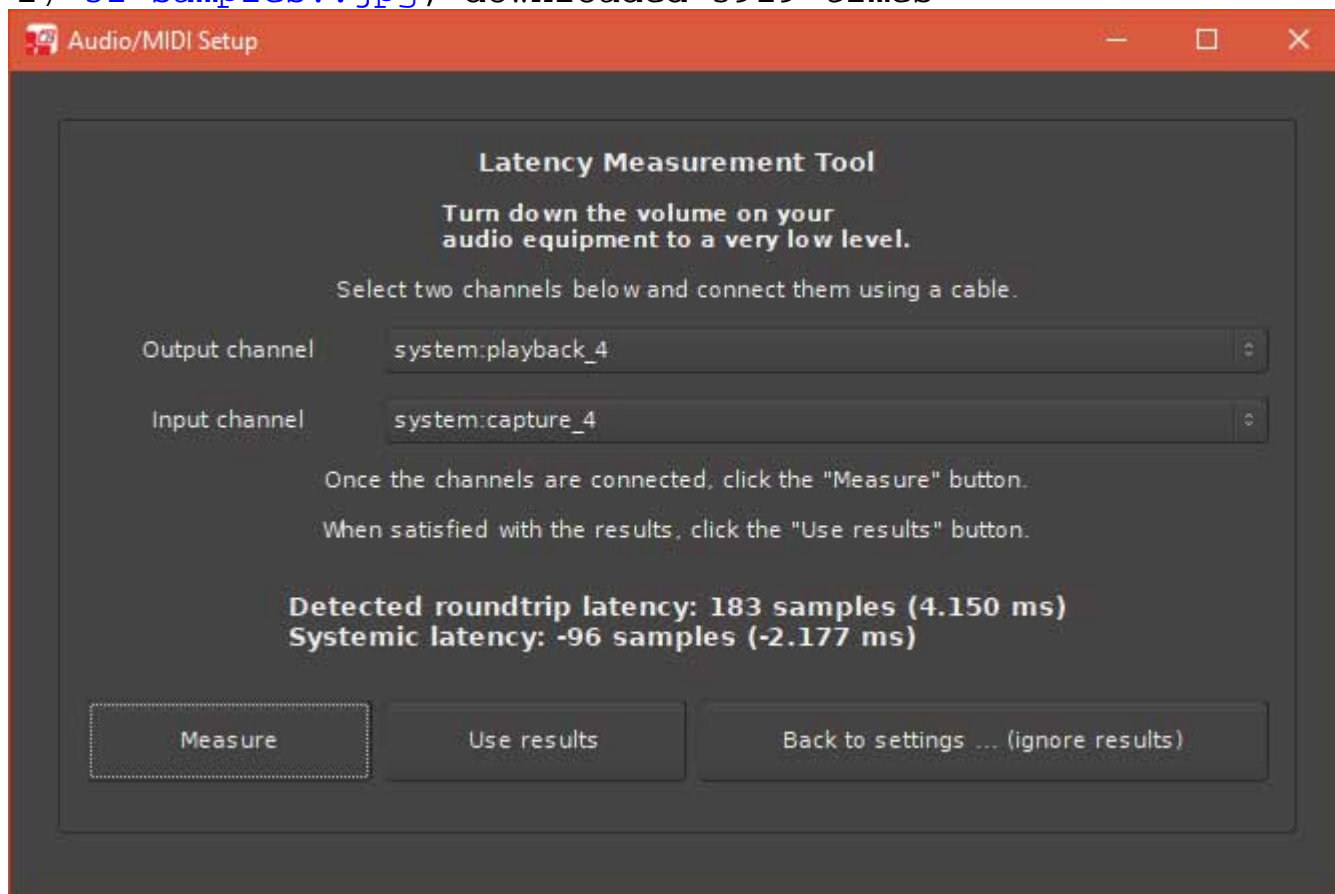 Audio/MIDI Setup
Latency Measurement Tool
Turn down the volume on your
audio equipment to a very low level.
Select two channels below and connect them using a cable.
Output channel system:playback_4
Input channel system:capture_4
Once the channels are connected, click the "Measure" button.
When satisfied with the results, click the "Use results" button.
Detected roundtrip latency: 183 samples (4.150 ms)
Systemic latency: -96 samples (-2.177 ms)
Measure Use results Back to settings ... (ignore results)